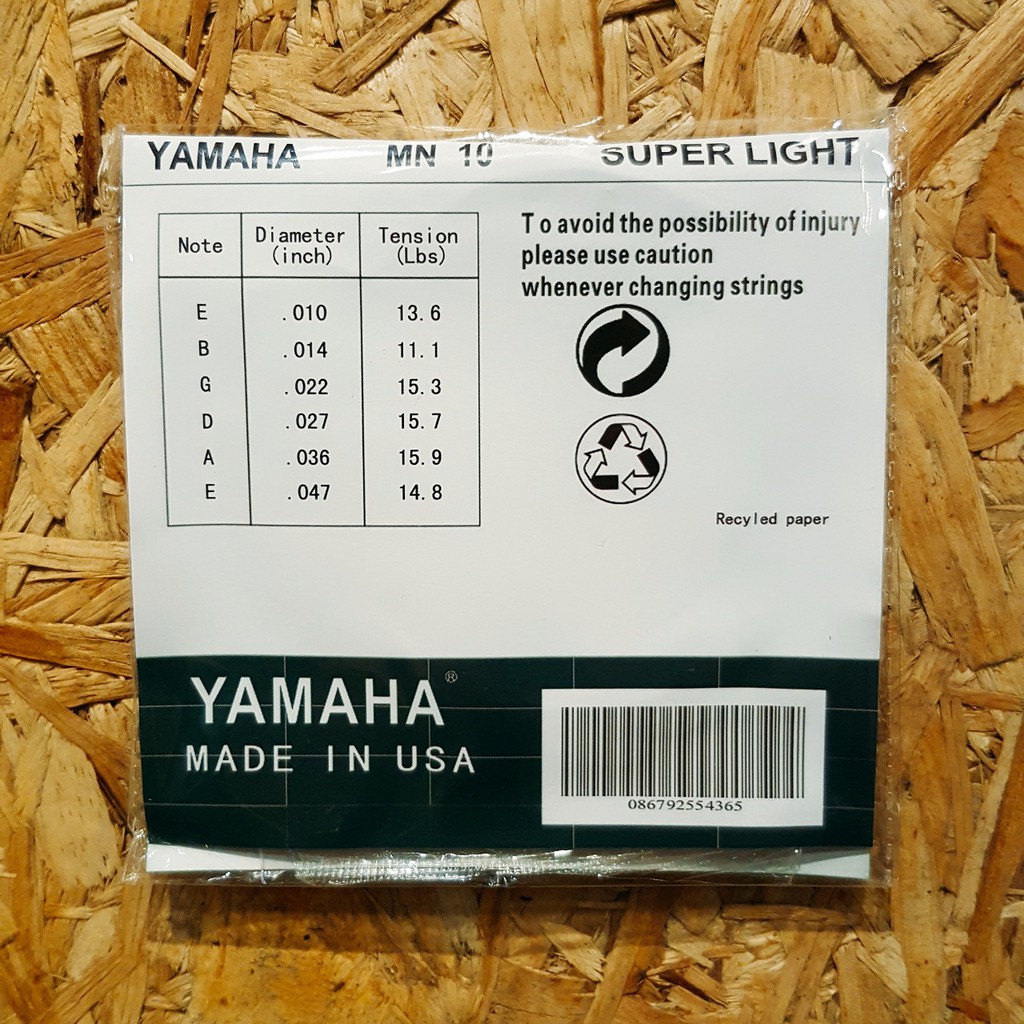 YAMAHA MN 10 SUPER LIGHT
Note Diameter (inch) Tension (Lbs)
E .010 13.6
B .014 11.1
G .022 15.3
D .027 15.7
A .036 15.9
E .047 14.8
To avoid the possibility of injury
please use caution
whenever changing strings
Recyled paper
YAMAHA®
MADE IN USA
086792554365